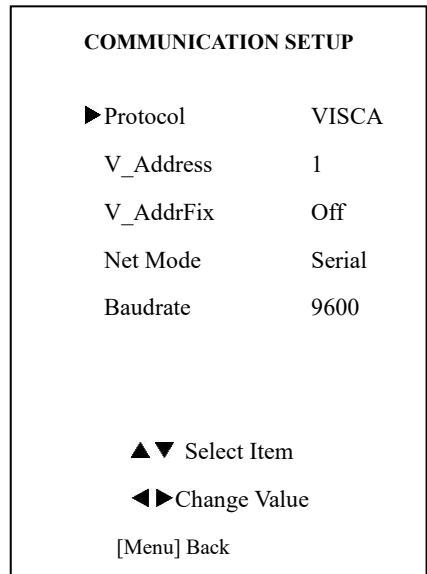 COMMUNICATION SETUP
▶Protocol VISCA
V_Address 1
V_AddrFix Off
Net Mode Serial
Baudrate 9600
▲▼ Select Item
◀▶Change Value
[Menu] Back